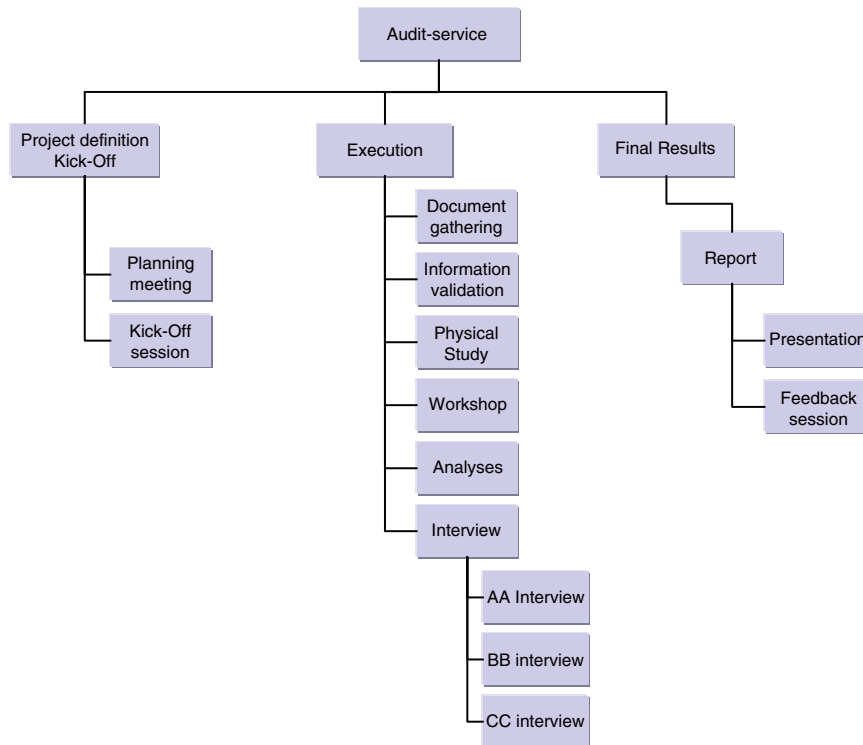 Audit-service
Project definition
Kick-Off
Execution
Final Results
Planning
meeting
Kick-Off
session
Document
gathering
Information
validation
Physical
Study
Workshop
Analyses
Interview
AA Interview
BB interview
CC interview
Report
Presentation
Feedback
session